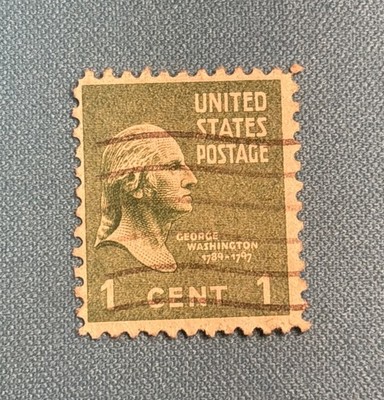 UNITED
STATES
POSTAGE
GEORGE
WASHINGTON
1789-1797
1 CENT 1